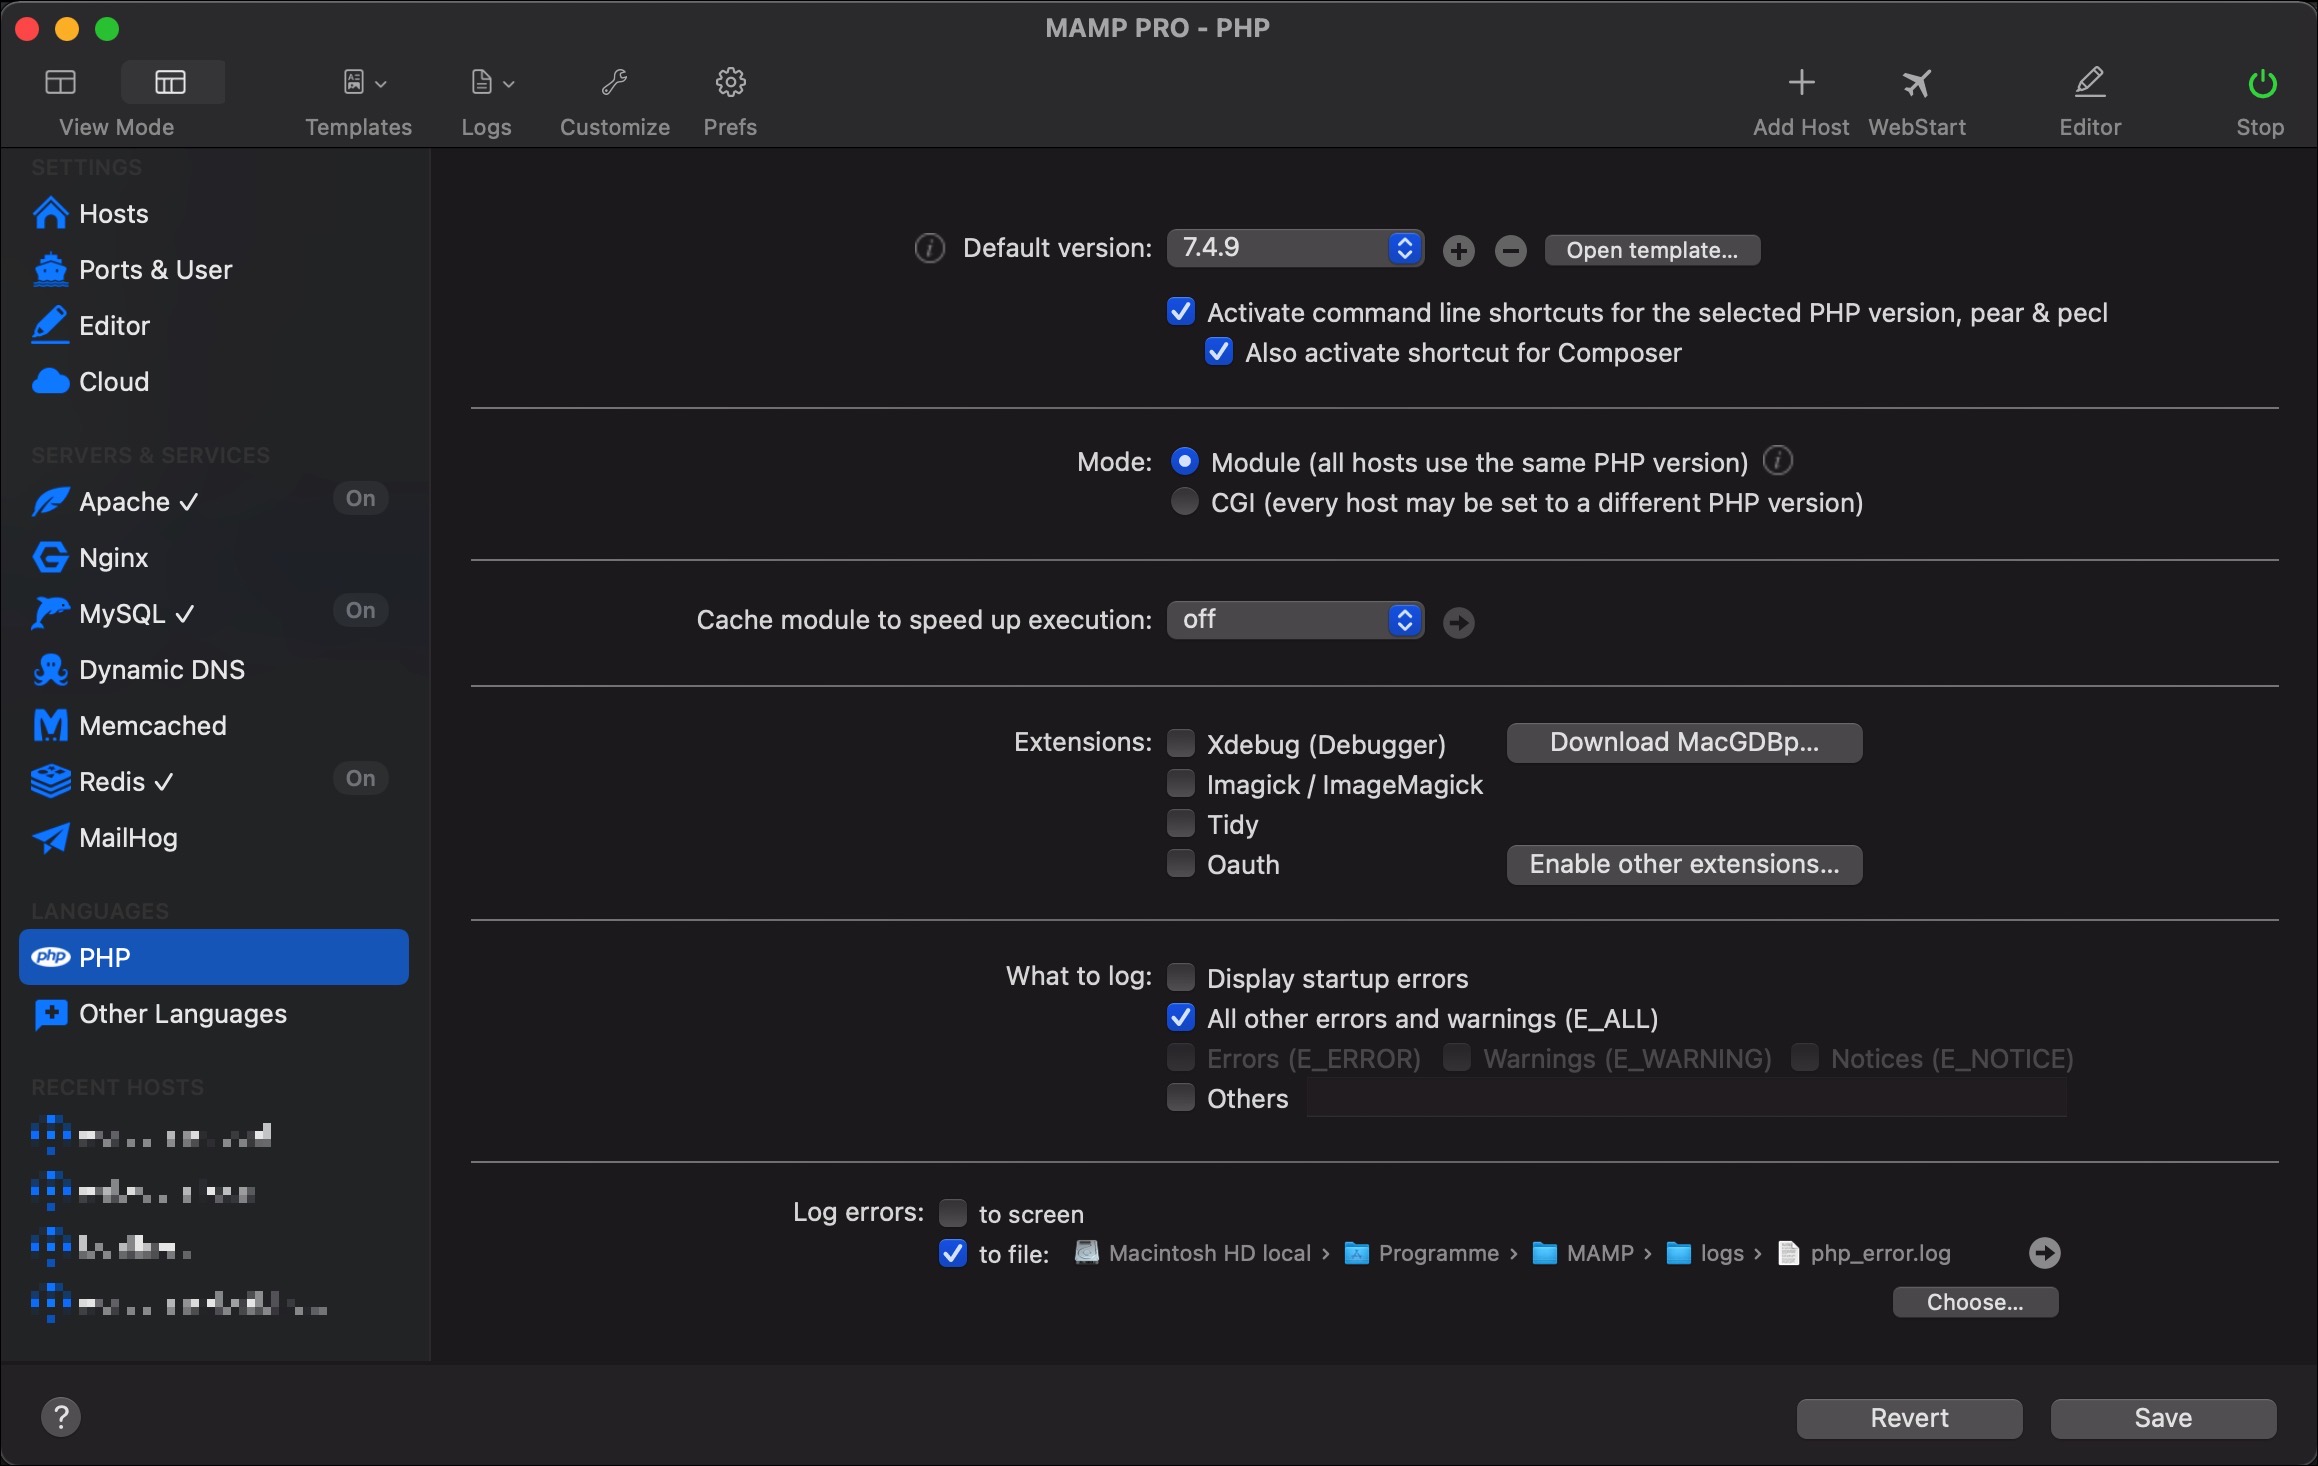 MAMP PRO - PHP
View Mode
Templates
Logs
Customize
Prefs
Add Host
WebStart
Editor
Stop
SETTINGS
Hosts
Ports & User
Editor
Cloud
SERVERS & SERVICES
Apache ✓ On
Nginx
MySQL ✓ On
Dynamic DNS
Memcached
Redis ✓ On
MailHog
LANGUAGES
php PHP
Other Languages
RECENT HOSTS
Default version: 7.4.9 Open template...
Activate command line shortcuts for the selected PHP version, pear & pecl
Also activate shortcut for Composer
Mode: Module (all hosts use the same PHP version)
CGI (every host may be set to a different PHP version)
Cache module to speed up execution: off
Extensions: Xdebug (Debugger) Download MacGDBp...
Imagick / ImageMagick
Tidy
Oauth Enable other extensions...
What to log: Display startup errors
All other errors and warnings (E_ALL)
Errors (E_ERROR) Warnings (E_WARNING) Notices (E_NOTICE)
Others
Log errors: to screen
to file: Macintosh HD local › Programme › MAMP › logs › php_error.log
Choose...
?
Revert
Save